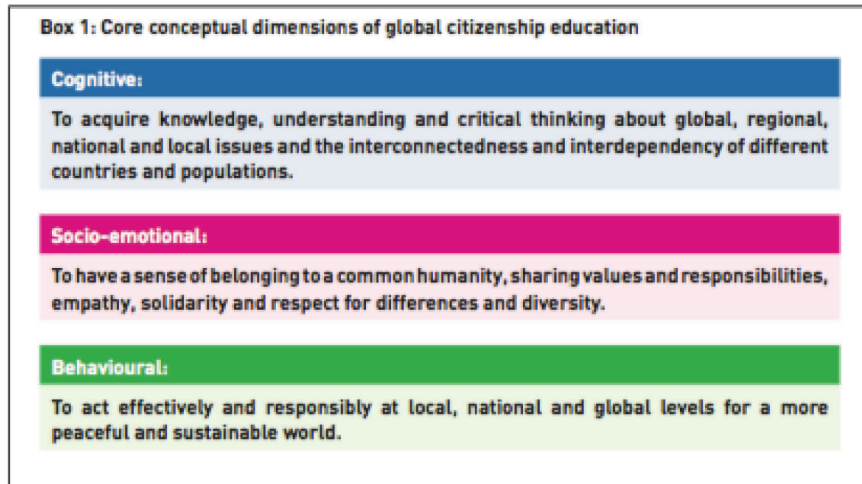 Box 1: Core conceptual dimensions of global citizenship education
Cognitive:
To acquire knowledge, understanding and critical thinking about global, regional,
national and local issues and the interconnectedness and interdependency of different
countries and populations.
Socio-emotional:
To have a sense of belonging to a common humanity, sharing values and responsibilities,
empathy, solidarity and respect for differences and diversity.
Behavioural:
To act effectively and responsibly at local, national and global levels for a more
peaceful and sustainable world.